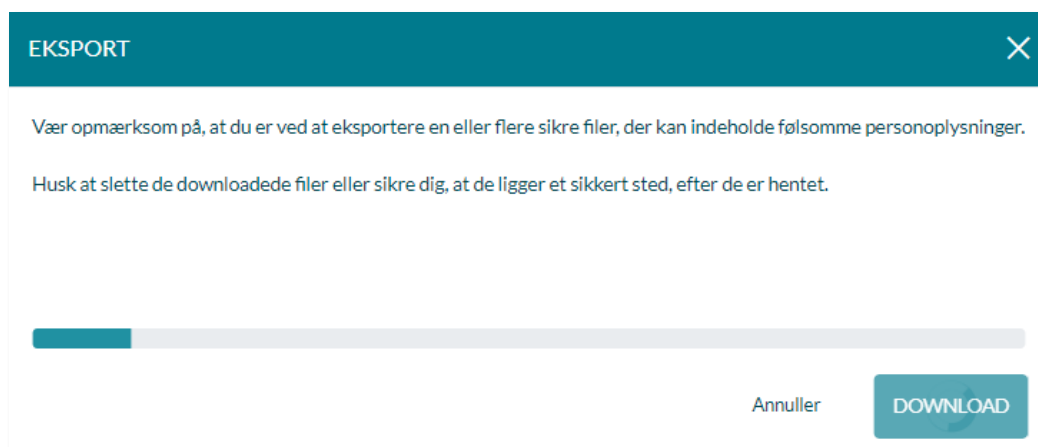 EKSPORT
Vær opmærksom på, at du er ved at eksportere en eller flere sikre filer, der kan indeholde følsomme personoplysninger.
Husk at slette de downloadede filer eller sikre dig, at de ligger et sikkert sted, efter de er hentet.
Annuller
DOWNLOAD